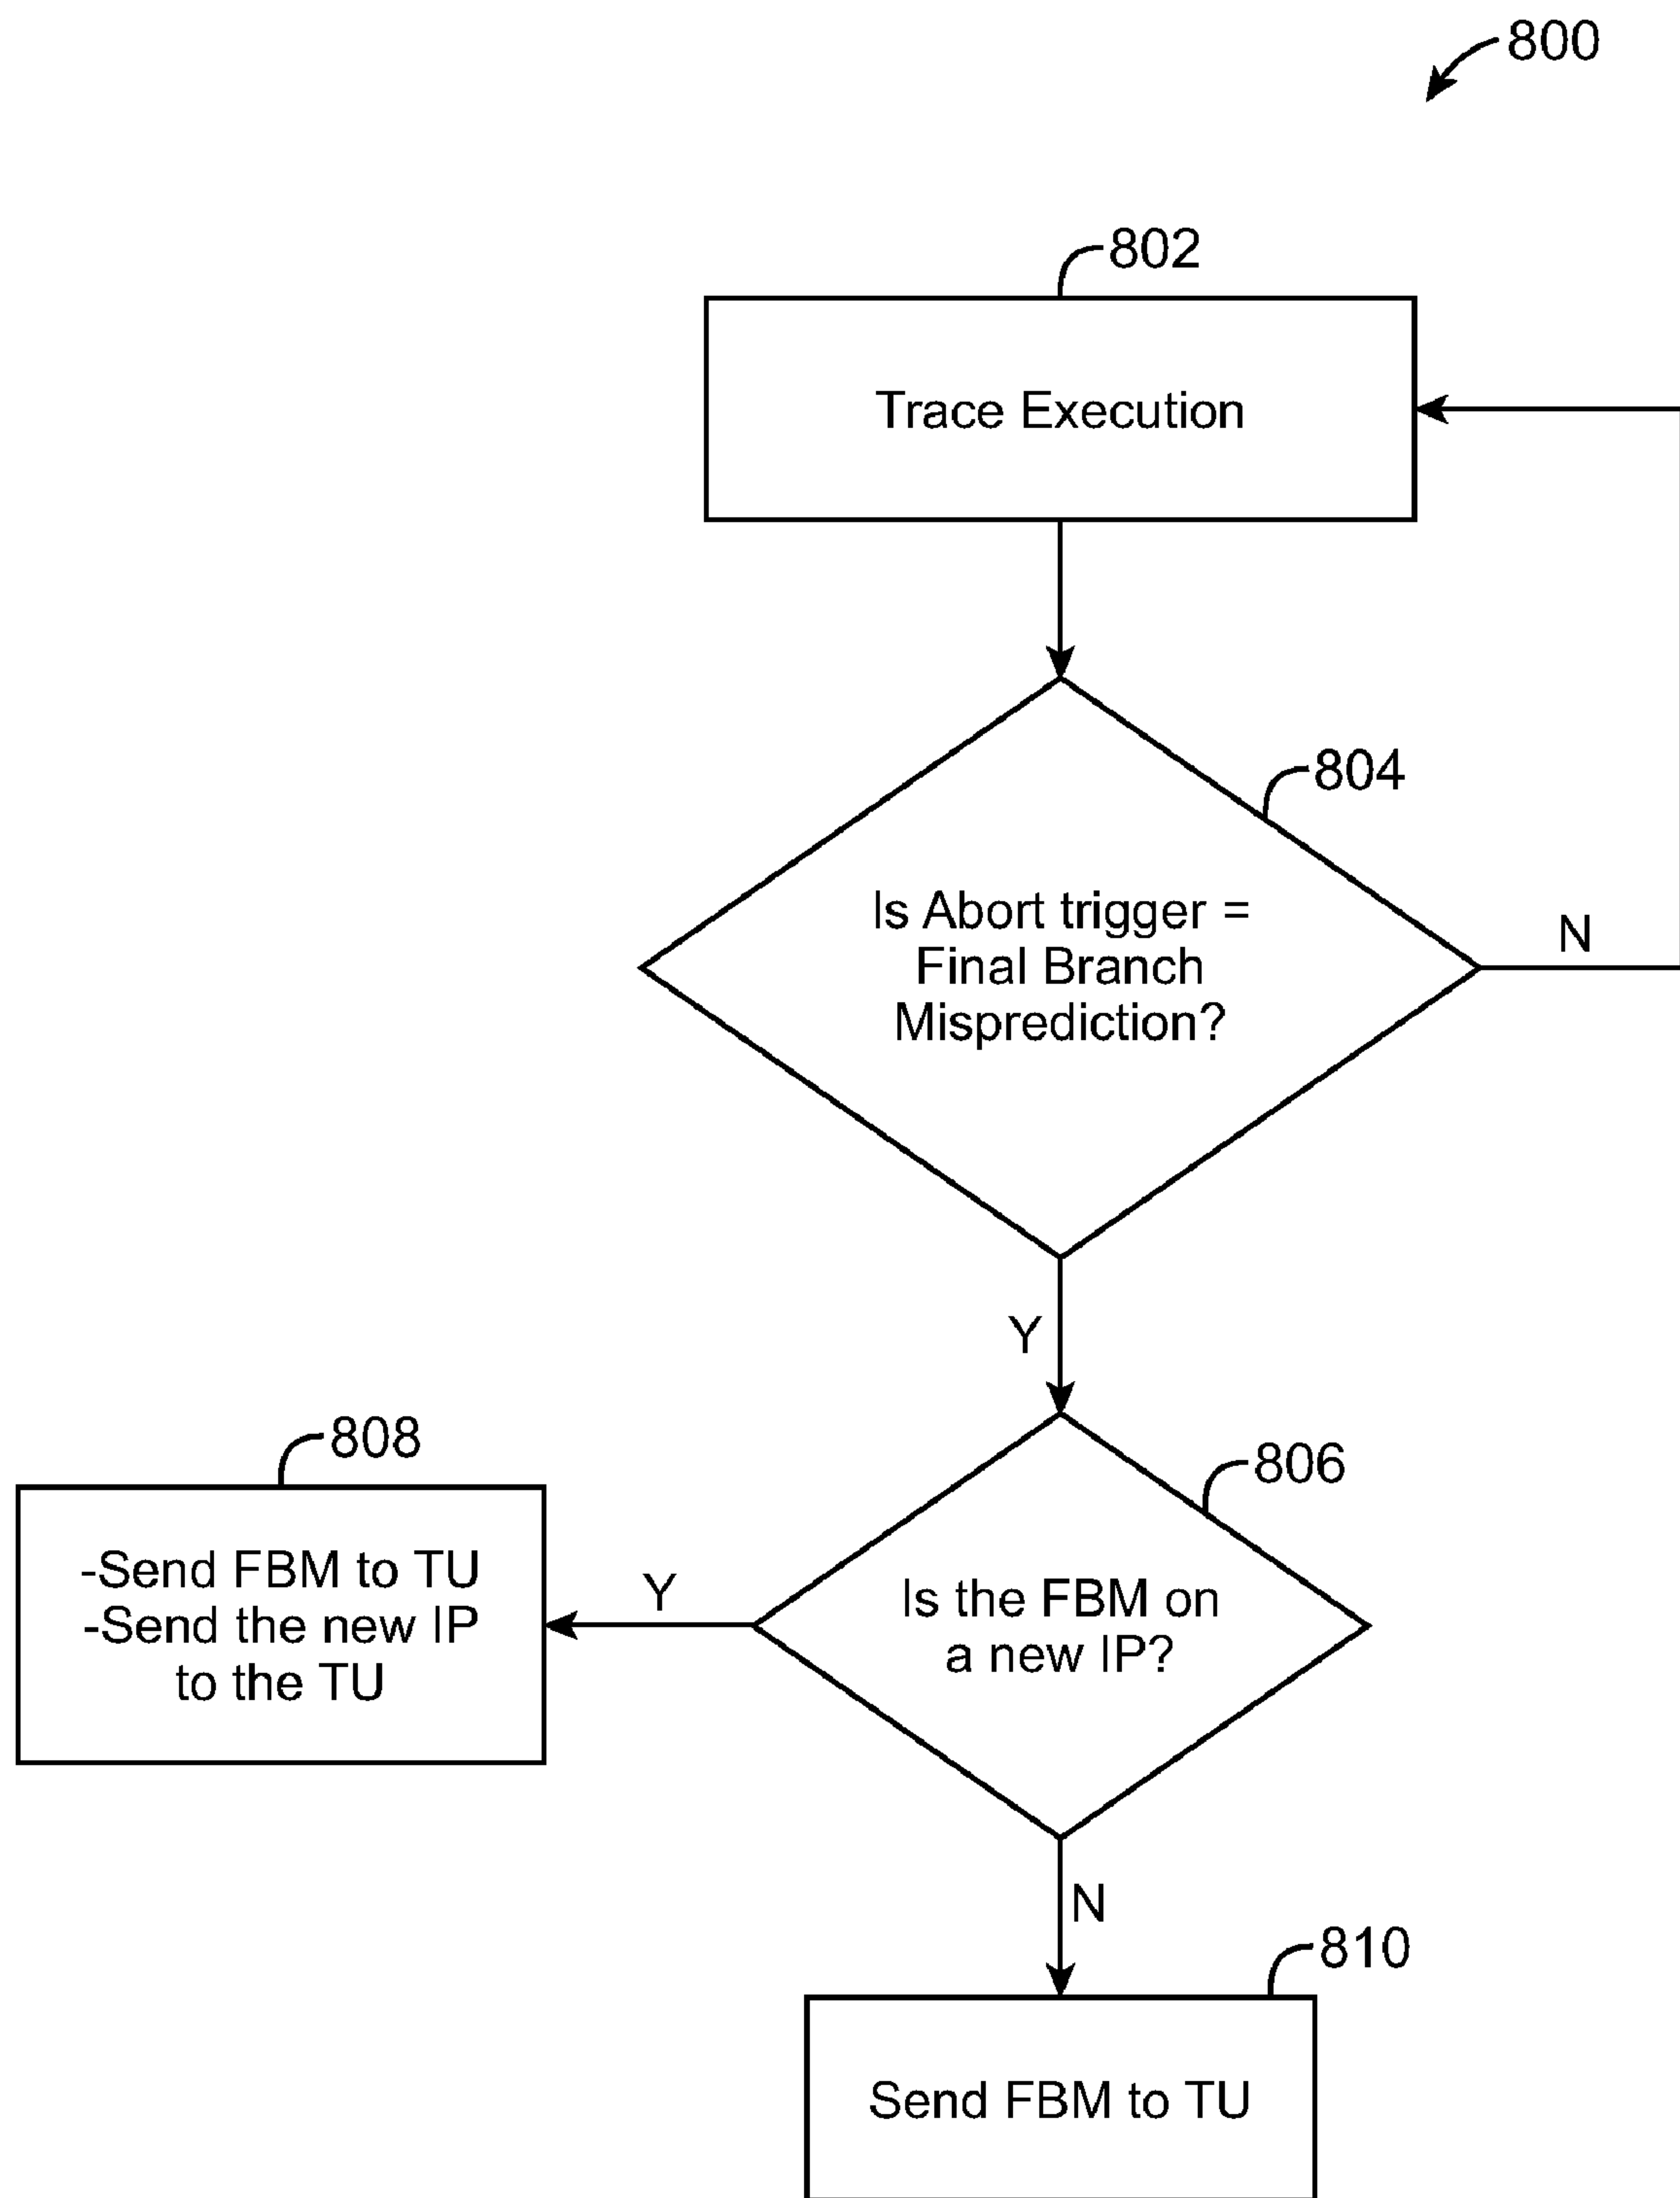 800
802
Trace Execution
804
Is Abort trigger =
Final Branch
Misprediction?
N
Y
808
806
-Send FBM to TU
-Send the new IP
to the TU
Y
Is the FBM on
a new IP?
N
810
Send FBM to TU